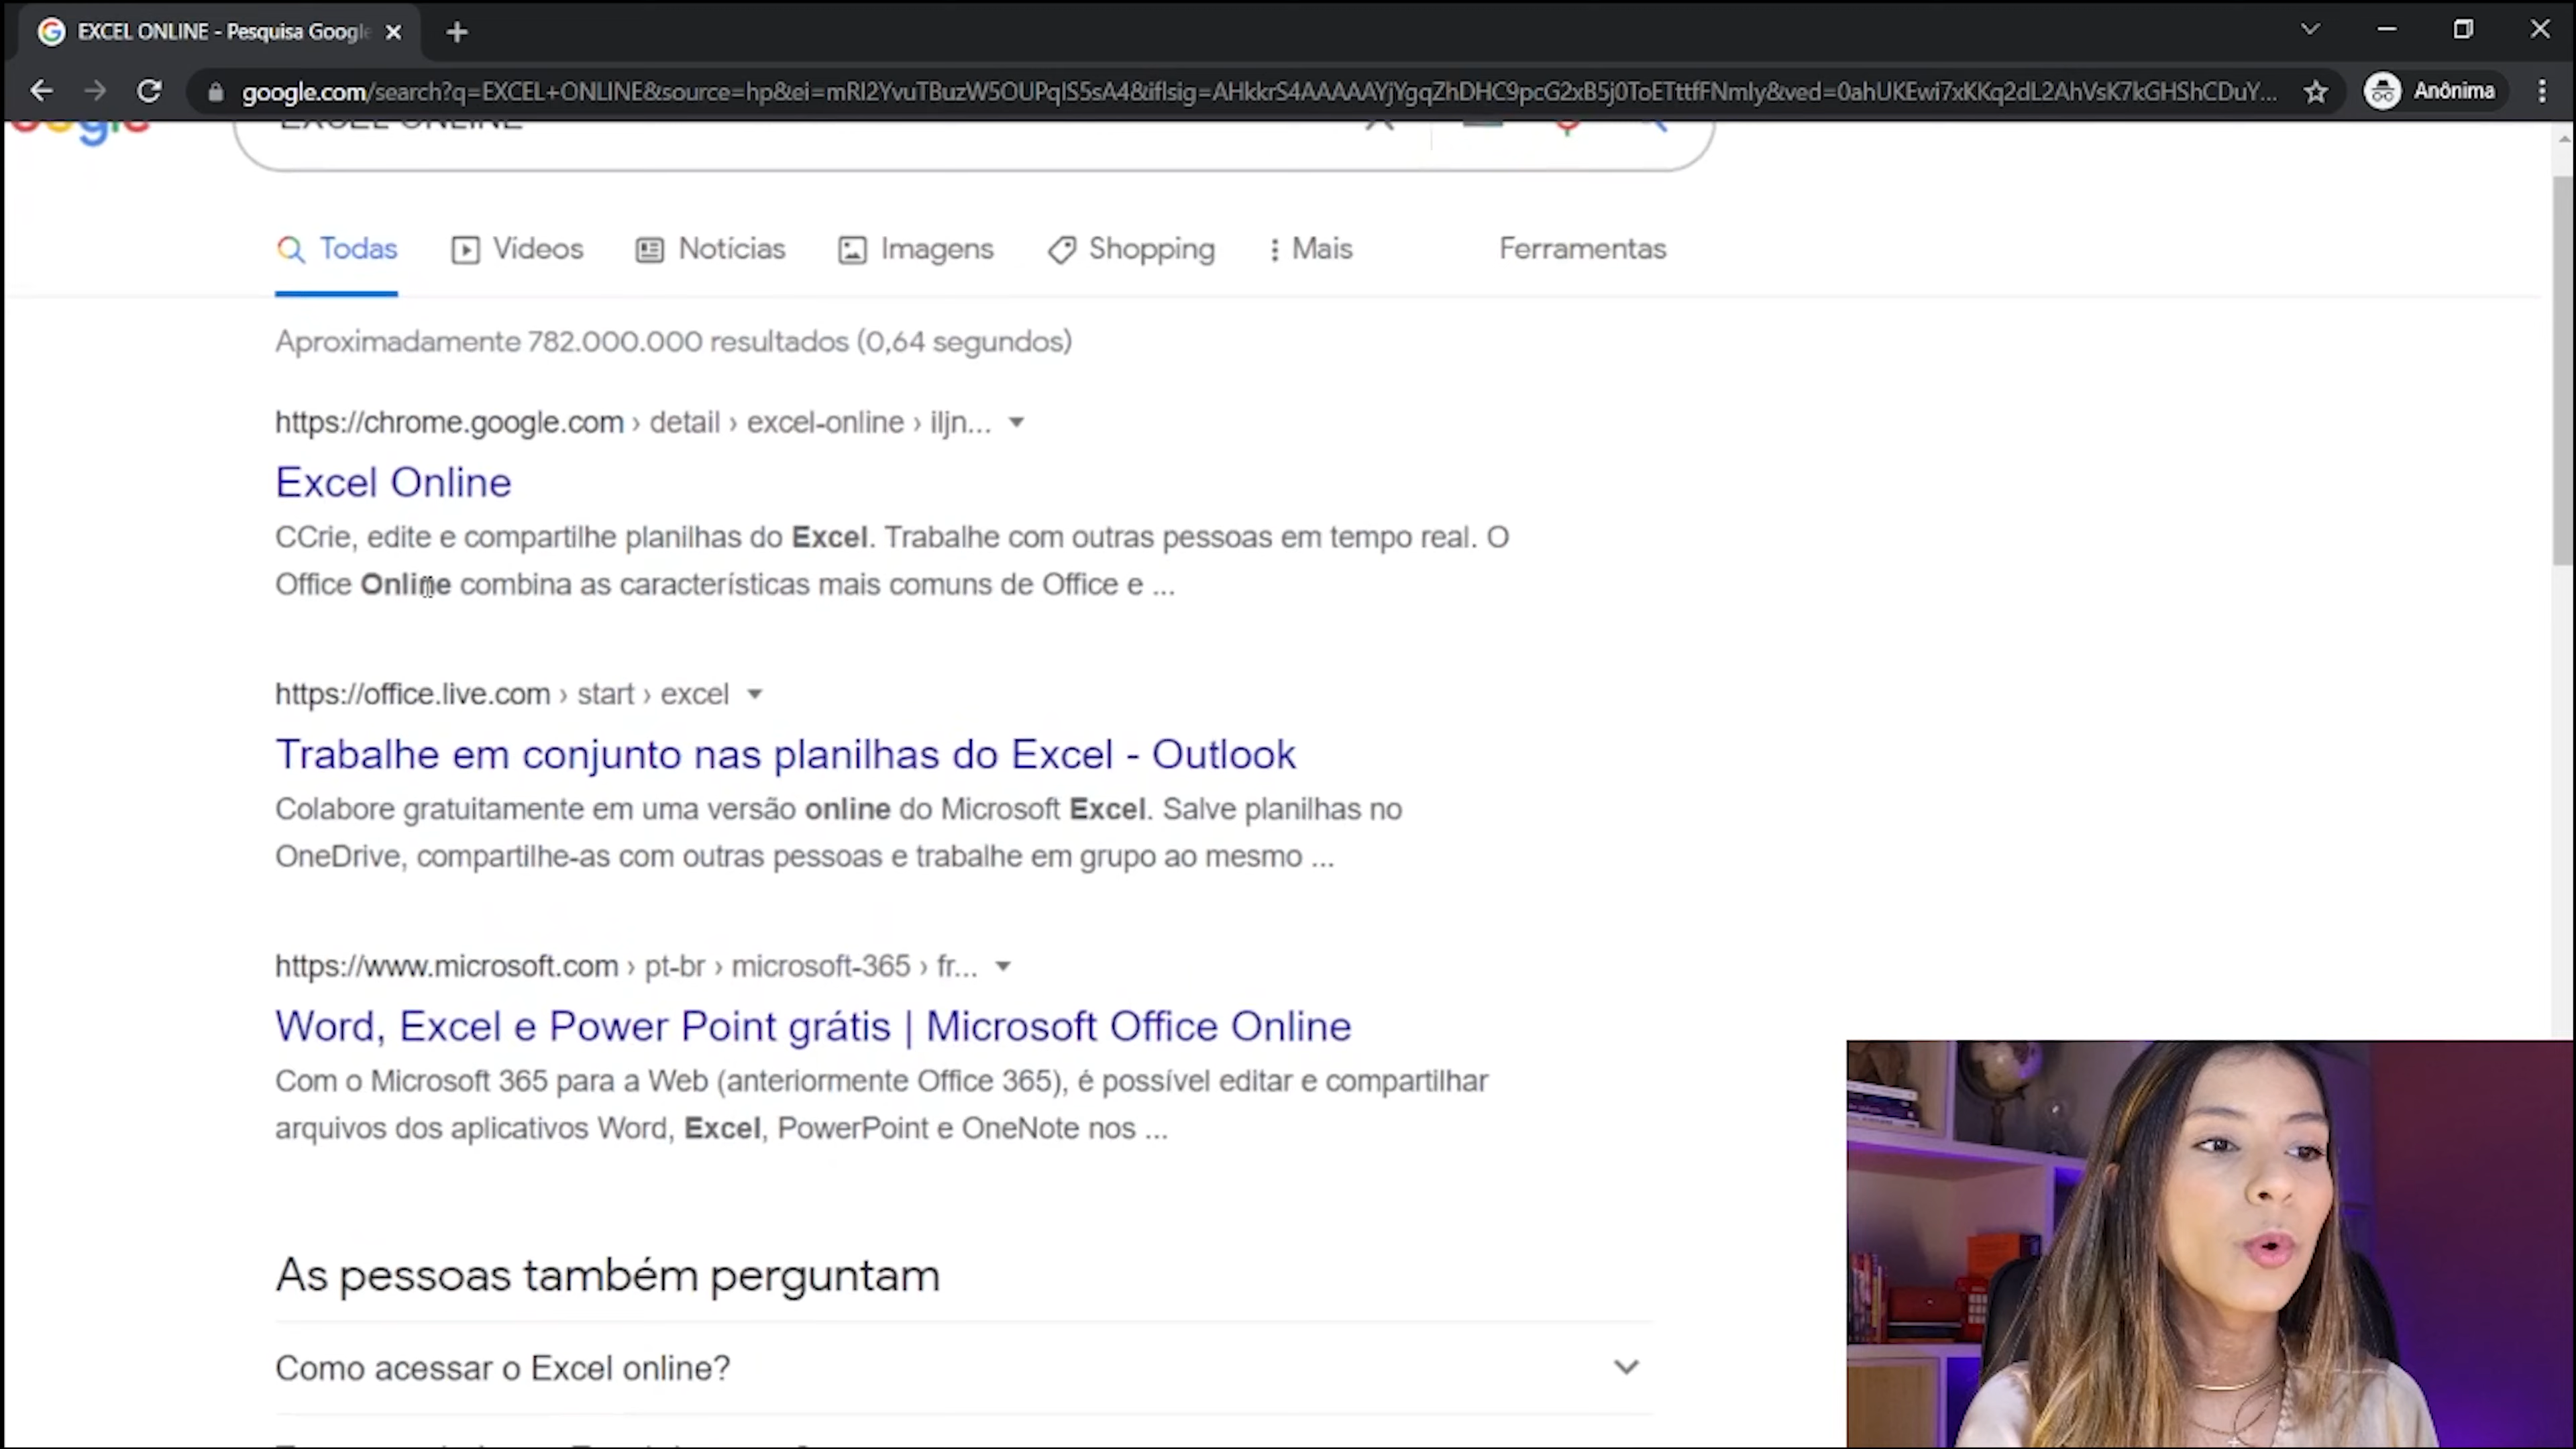 EXCEL ONLINE - Pesquisa Google
google.com/search?q=EXCEL+ONLINE&source=hp&ei=mRI2YvuTBuzW5OUPqIS5sA4&iflsig=AHkkrS4AAAAAYjYgqZhDHC9pcG2xB5j0ToETttfFNmIy&ved=0ahUKEwi7xKKq2dL2AhVsK7kGHShCDuY...
Anônima
Google
EXCEL ONLINE
Todas
Vídeos
Notícias
Imagens
Shopping
Mais
Ferramentas
Aproximadamente 782.000.000 resultados (0,64 segundos)
https://chrome.google.com › detail › excel-online › iljn...
Excel Online
CCrie, edite e compartilhe planilhas do Excel. Trabalhe com outras pessoas em tempo real. O
Office Online combina as características mais comuns de Office e ...
https://office.live.com › start › excel
Trabalhe em conjunto nas planilhas do Excel - Outlook
Colabore gratuitamente em uma versão online do Microsoft Excel. Salve planilhas no
OneDrive, compartilhe-as com outras pessoas e trabalhe em grupo ao mesmo ...
https://www.microsoft.com › pt-br › microsoft-365 › fr...
Word, Excel e Power Point grátis | Microsoft Office Online
Com o Microsoft 365 para a Web (anteriormente Office 365), é possível editar e compartilhar
arquivos dos aplicativos Word, Excel, PowerPoint e OneNote nos ...
As pessoas também perguntam
Como acessar o Excel online?